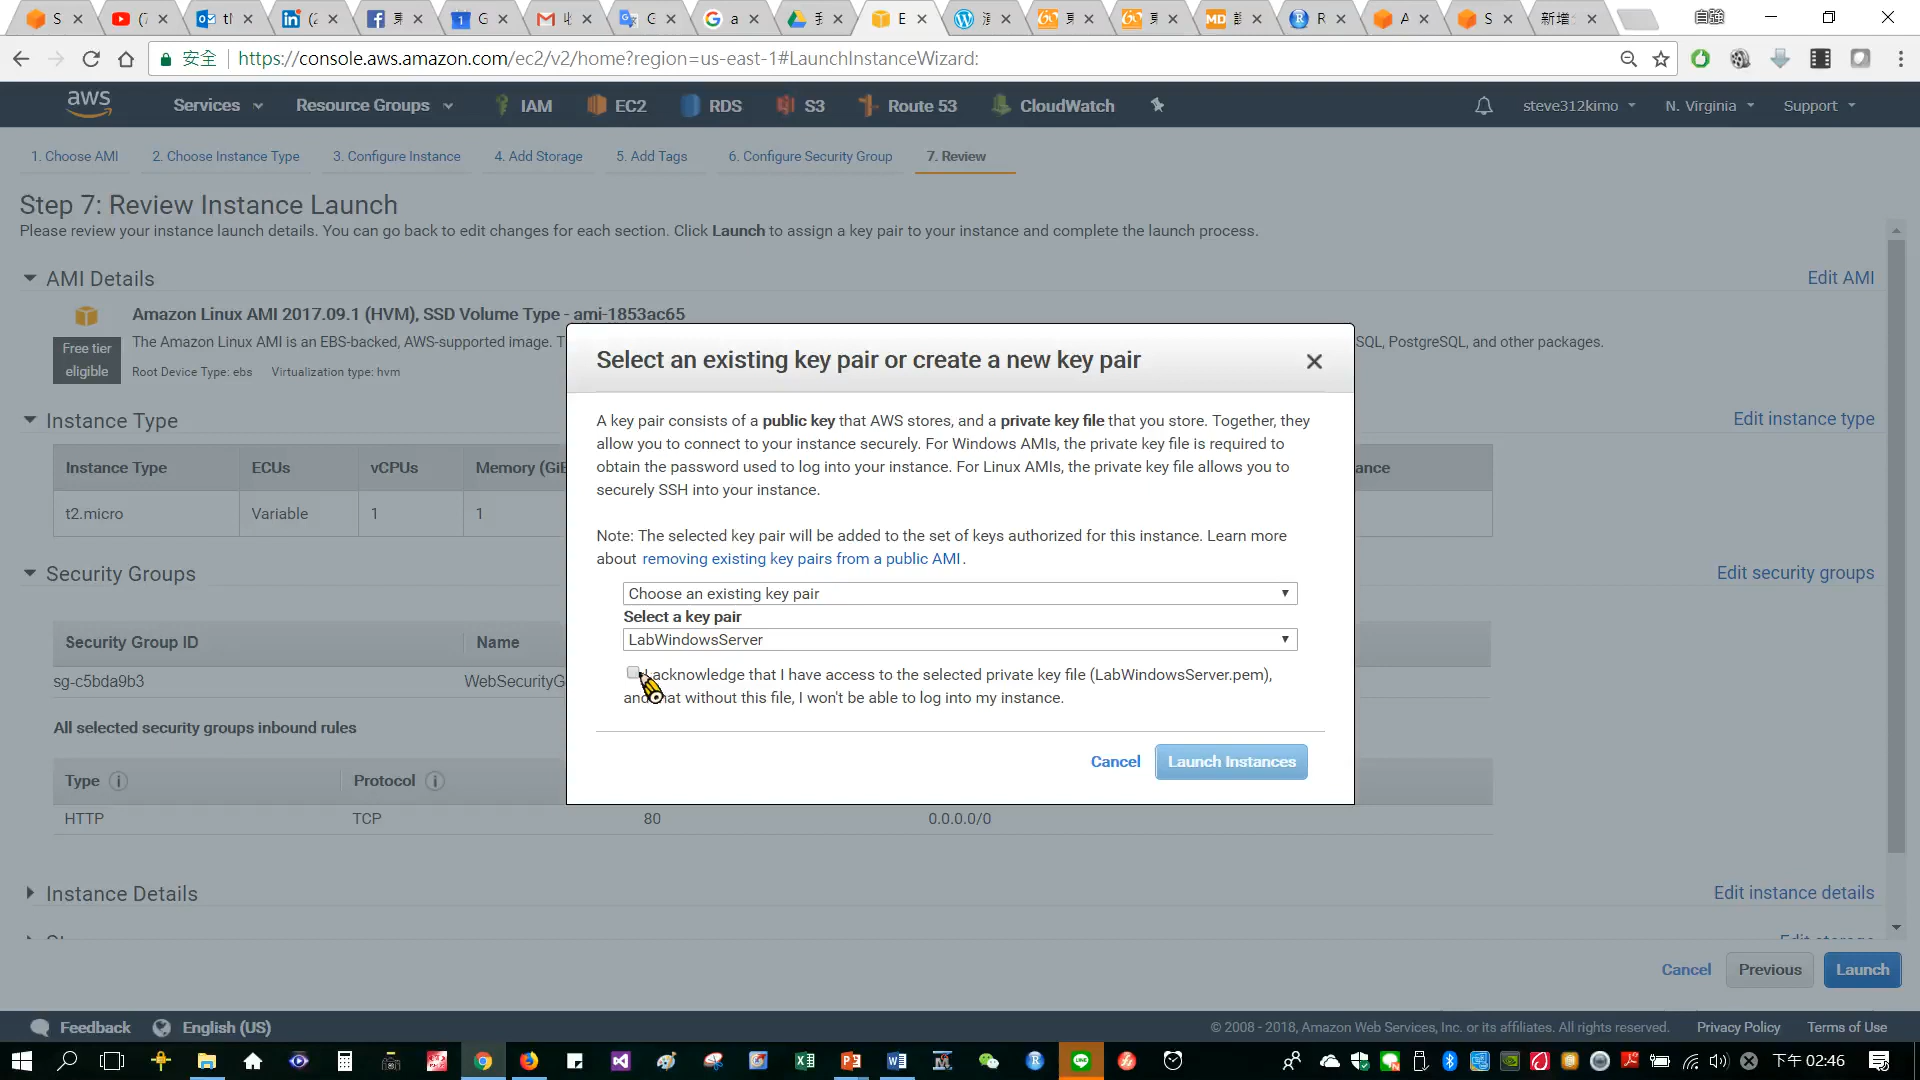 安全 https://console.aws.amazon.com/ec2/v2/home?region=us-east-1#LaunchInstanceWizard:
aws Services Resource Groups IAM EC2 RDS S3 Route 53 CloudWatch steve312kimo N. Virginia Support
1. Choose AMI 2. Choose Instance Type 3. Configure Instance 4. Add Storage 5. Add Tags 6. Configure Security Group 7. Review
Step 7: Review Instance Launch
Please review your instance launch details. You can go back to edit changes for each section. Click Launch to assign a key pair to your instance and complete the launch process.
AMI Details Edit AMI
Amazon Linux AMI 2017.09.1 (HVM), SSD Volume Type - ami-1853ac65
Free tier eligible
The Amazon Linux AMI is an EBS-backed, AWS-supported image. SQL, PostgreSQL, and other packages.
Root Device Type: ebs Virtualization type: hvm
Select an existing key pair or create a new key pair
A key pair consists of a public key that AWS stores, and a private key file that you store. Together, they
allow you to connect to your instance securely. For Windows AMIs, the private key file is required to
obtain the password used to log into your instance. For Linux AMIs, the private key file allows you to
securely SSH into your instance.
Note: The selected key pair will be added to the set of keys authorized for this instance. Learn more
about removing existing key pairs from a public AMI.
Choose an existing key pair
Select a key pair
LabWindowsServer
I acknowledge that I have access to the selected private key file (LabWindowsServer.pem),
and that without this file, I won't be able to log into my instance.
Cancel Launch Instances
Instance Type Edit instance type
Instance Type ECUs vCPUs Memory (GiB
t2.micro Variable 1 1
Security Groups Edit security groups
Security Group ID Name
sg-c5bda9b3 WebSecurityG
All selected security groups inbound rules
Type Protocol
HTTP TCP 80 0.0.0.0/0
Instance Details Edit instance details
Cancel Previous Launch
Feedback English (US) © 2008 - 2018, Amazon Web Services, Inc. or its affiliates. All rights reserved. Privacy Policy Terms of Use
下午 02:46